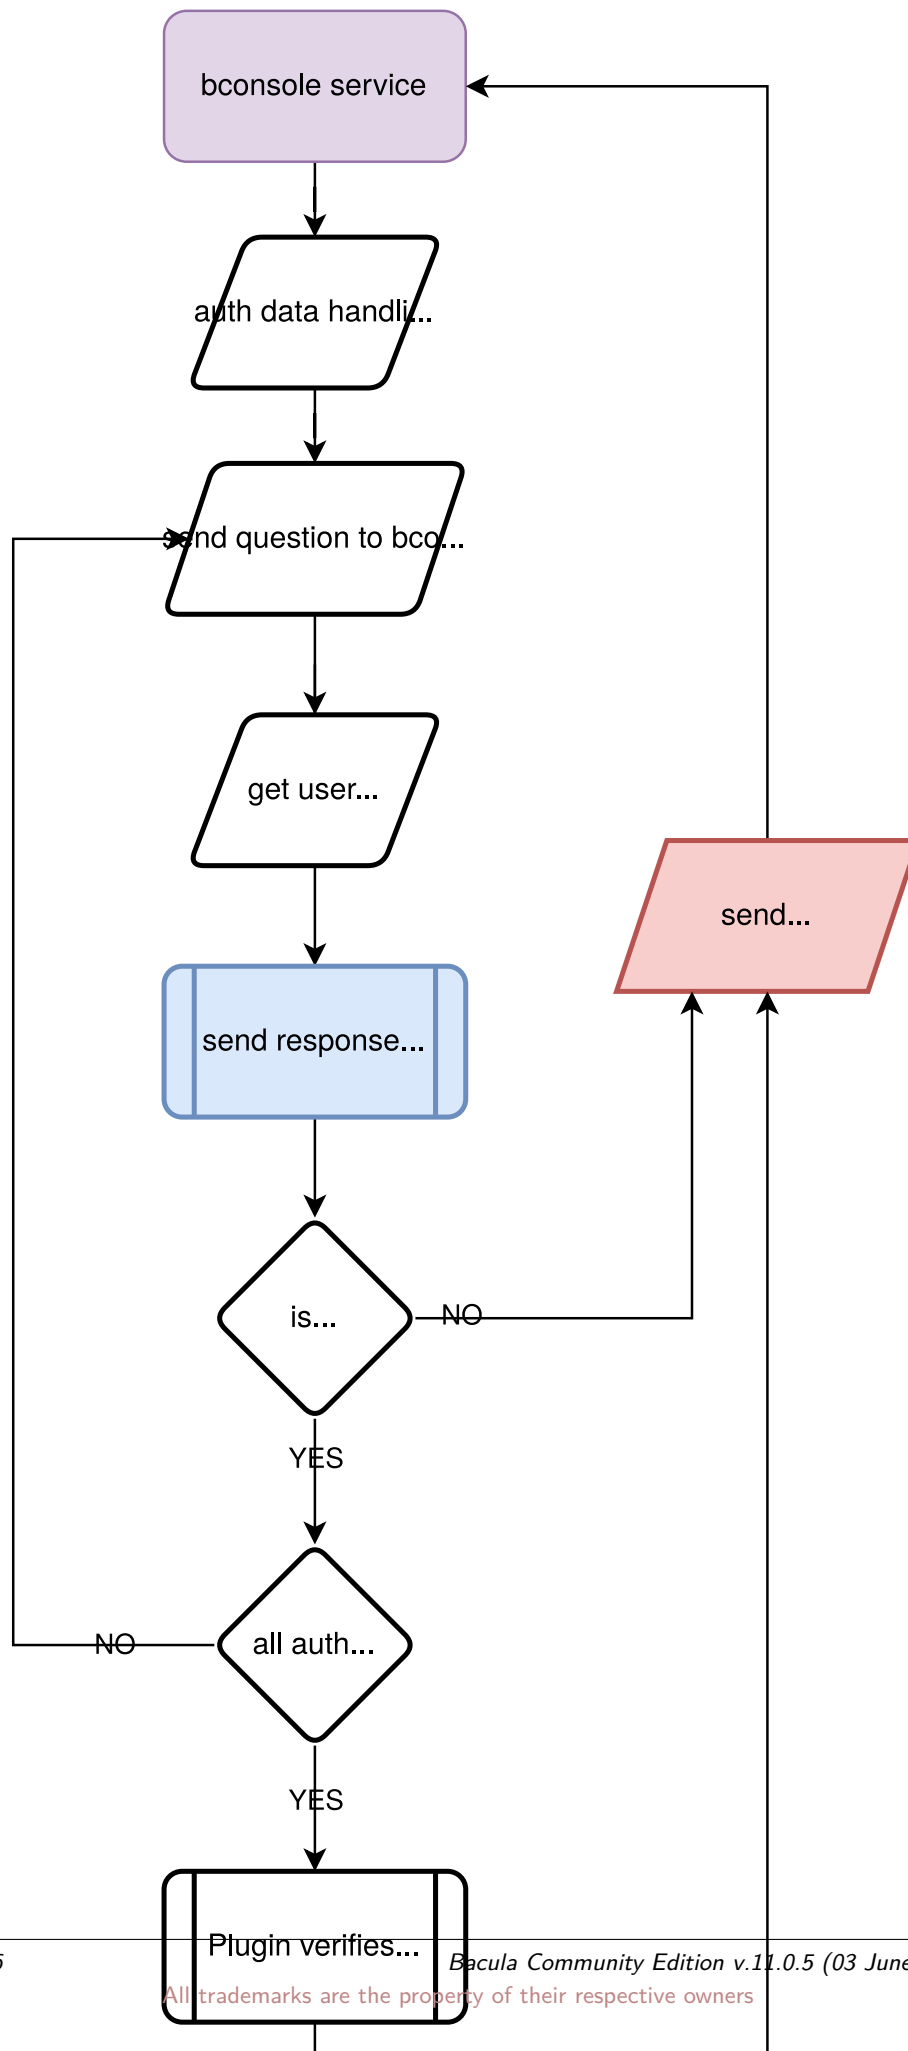 bconsole service
auth data handli...
send question to bco...
get user...
send...
send response...
is...
NO
YES
all auth...
NO
YES
Plugin verifies...
Bacula Community Edition v.11.0.5 (03 June
All trademarks are the property of their respective owners